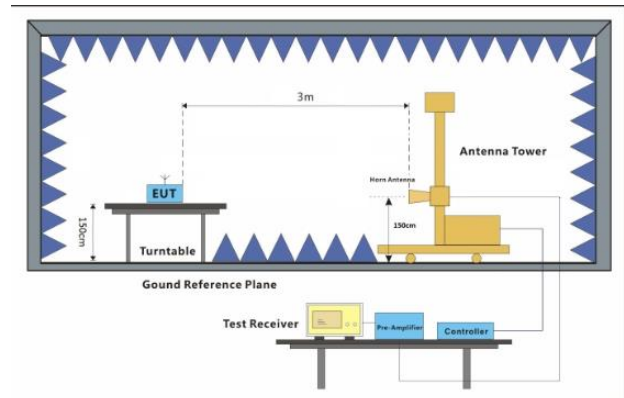 3m
Antenna Tower
Horn Antenna
EUT
150cm
150cm
Turntable
Gound Reference Plane
Test Receiver
Pre-Amplifier
Controller